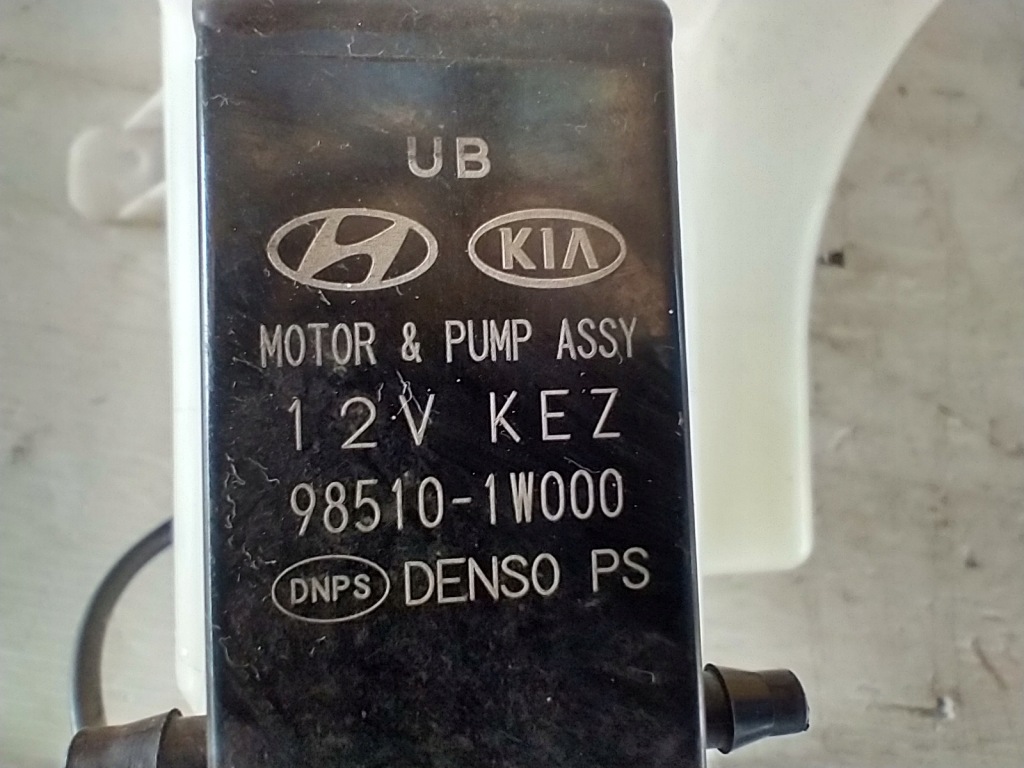 UB
KIA
MOTOR & PUMP ASSY
12V KEZ
98510-1W000
DNPS DENSO PS